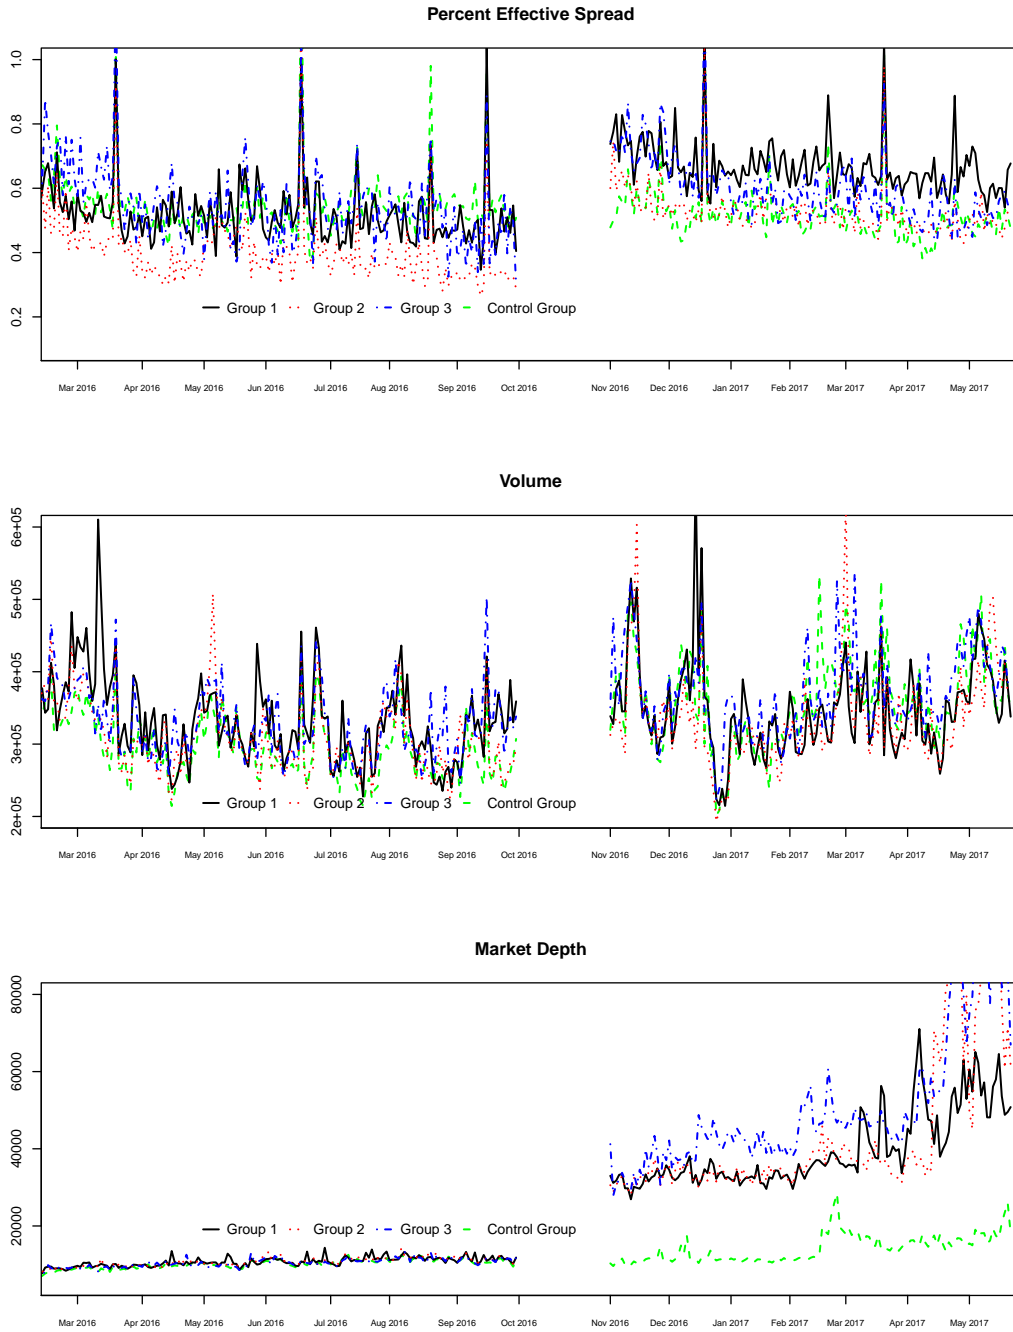 Percent Effective Spread
1.0
0.8
0.6
0.4
0.2
Group 1 Group 2 Group 3 Control Group
Mar 2016 Apr 2016 May 2016 Jun 2016 Jul 2016 Aug 2016 Sep 2016 Oct 2016 Nov 2016 Dec 2016 Jan 2017 Feb 2017 Mar 2017 Apr 2017 May 2017
Volume
6e+05
5e+05
4e+05
3e+05
2e+05
Group 1 Group 2 Group 3 Control Group
Mar 2016 Apr 2016 May 2016 Jun 2016 Jul 2016 Aug 2016 Sep 2016 Oct 2016 Nov 2016 Dec 2016 Jan 2017 Feb 2017 Mar 2017 Apr 2017 May 2017
Market Depth
80000
60000
40000
20000
Group 1 Group 2 Group 3 Control Group
Mar 2016 Apr 2016 May 2016 Jun 2016 Jul 2016 Aug 2016 Sep 2016 Oct 2016 Nov 2016 Dec 2016 Jan 2017 Feb 2017 Mar 2017 Apr 2017 May 2017